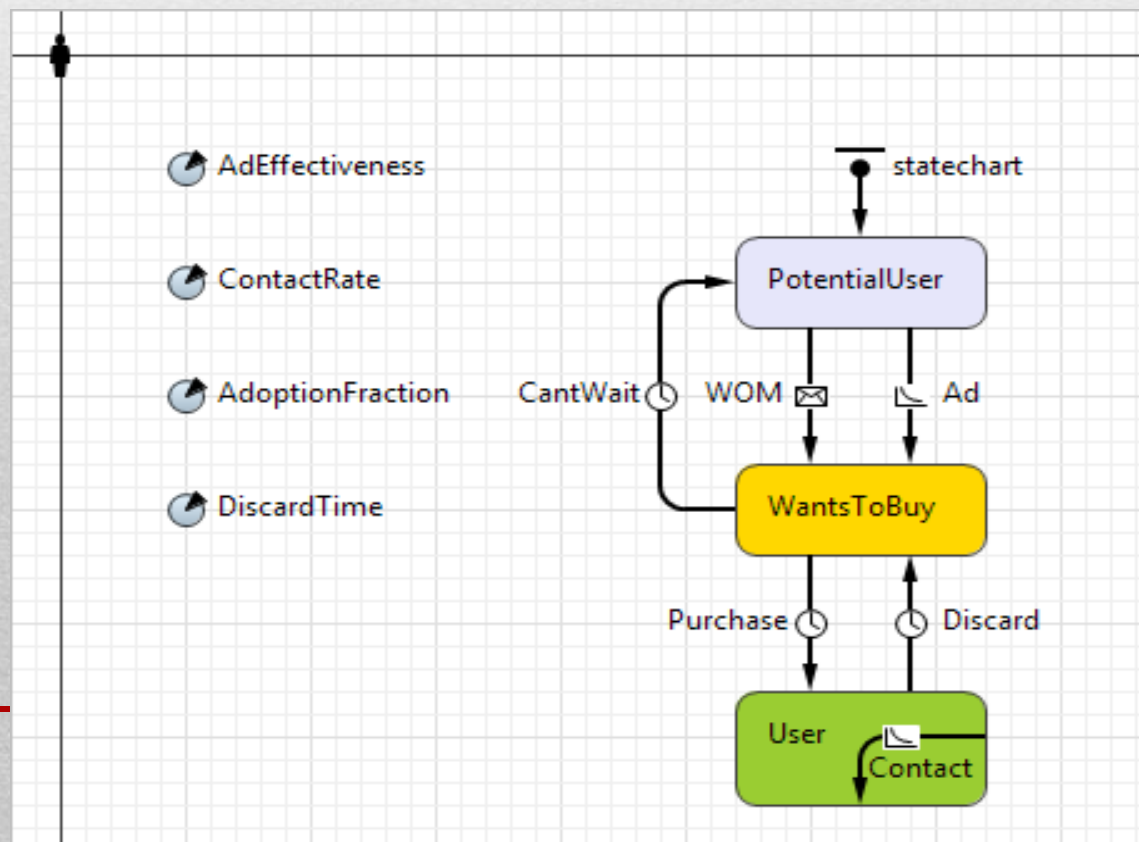 AdEffectiveness
statechart
ContactRate
PotentialUser
AdoptionFraction
CantWait
WOM
Ad
DiscardTime
WantsToBuy
Purchase
Discard
User
Contact